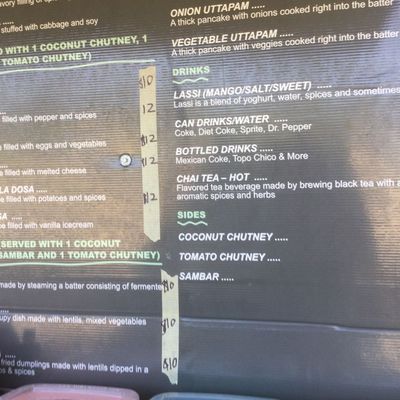 stuffed with cabbage and soy
WITH 1 COCONUT CHUTNEY, 1
TOMATO CHUTNEY)
$10
12
filled with pepper and spices
$12
filled with eggs and vegetables
$12
filled with melted cheese
LA DOSA .....
filled with potatoes and spices
$12
SA .....
filled with vanilla icecream
SERVED WITH 1 COCONUT
SAMBAR AND 1 TOMATO CHUTNEY)
made by steaming a batter consisting of fermente
$10
upy dish made with lentils, mixed vegetables
$10
fried dumplings made with lentils dipped in a
$10
& spices
ONION UTTAPAM .....
A thick pancake with onions cooked right into the batter
VEGETABLE UTTAPAM .....
A thick pancake with veggies cooked right into the batter
DRINKS
LASSI (MANGO/SALT/SWEET) .....
Lassi is a blend of yoghurt, water, spices and sometimes
CAN DRINKS/WATER .....
Coke, Diet Coke, Sprite, Dr. Pepper
BOTTLED DRINKS .....
Mexican Coke, Topo Chico & More
CHAI TEA – HOT .....
Flavored tea beverage made by brewing black tea with a
aromatic spices and herbs
SIDES
COCONUT CHUTNEY .....
TOMATO CHUTNEY .....
SAMBAR .....